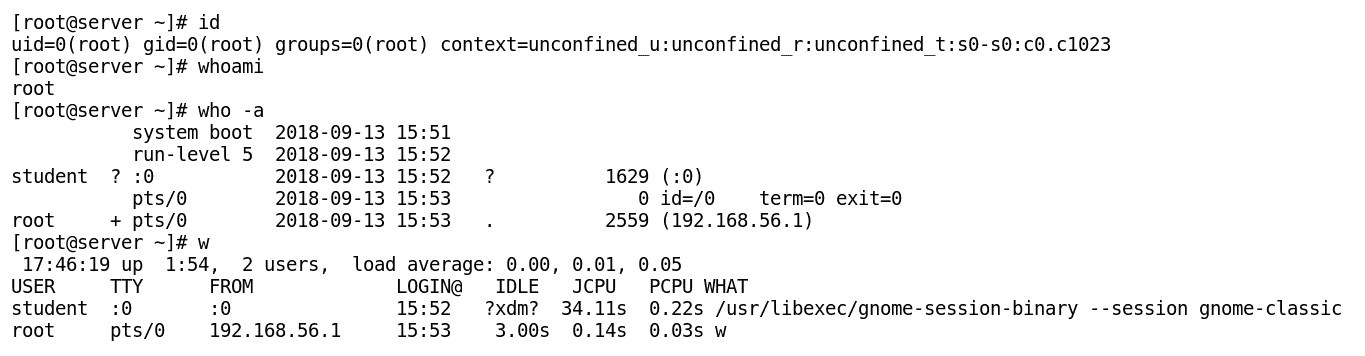 [root@server ~]# id
uid=0(root) gid=0(root) groups=0(root) context=unconfined_u:unconfined_r:unconfined_t:s0-s0:c0.c1023
[root@server ~]# whoami
root
[root@server ~]# who -a
           system boot  2018-09-13 15:51
           run-level 5  2018-09-13 15:52
student  ? :0           2018-09-13 15:52   ?          1629 (:0)
           pts/0        2018-09-13 15:53                 0 id=/0    term=0 exit=0
root     + pts/0        2018-09-13 15:53   .          2559 (192.168.56.1)
[root@server ~]# w
 17:46:19 up  1:54,  2 users,  load average: 0.00, 0.01, 0.05
USER     TTY      FROM             LOGIN@   IDLE   JCPU   PCPU WHAT
student  :0       :0               15:52   ?xdm?  34.11s  0.22s /usr/libexec/gnome-session-binary --session gnome-classic
root     pts/0    192.168.56.1     15:53    3.00s  0.14s  0.03s w